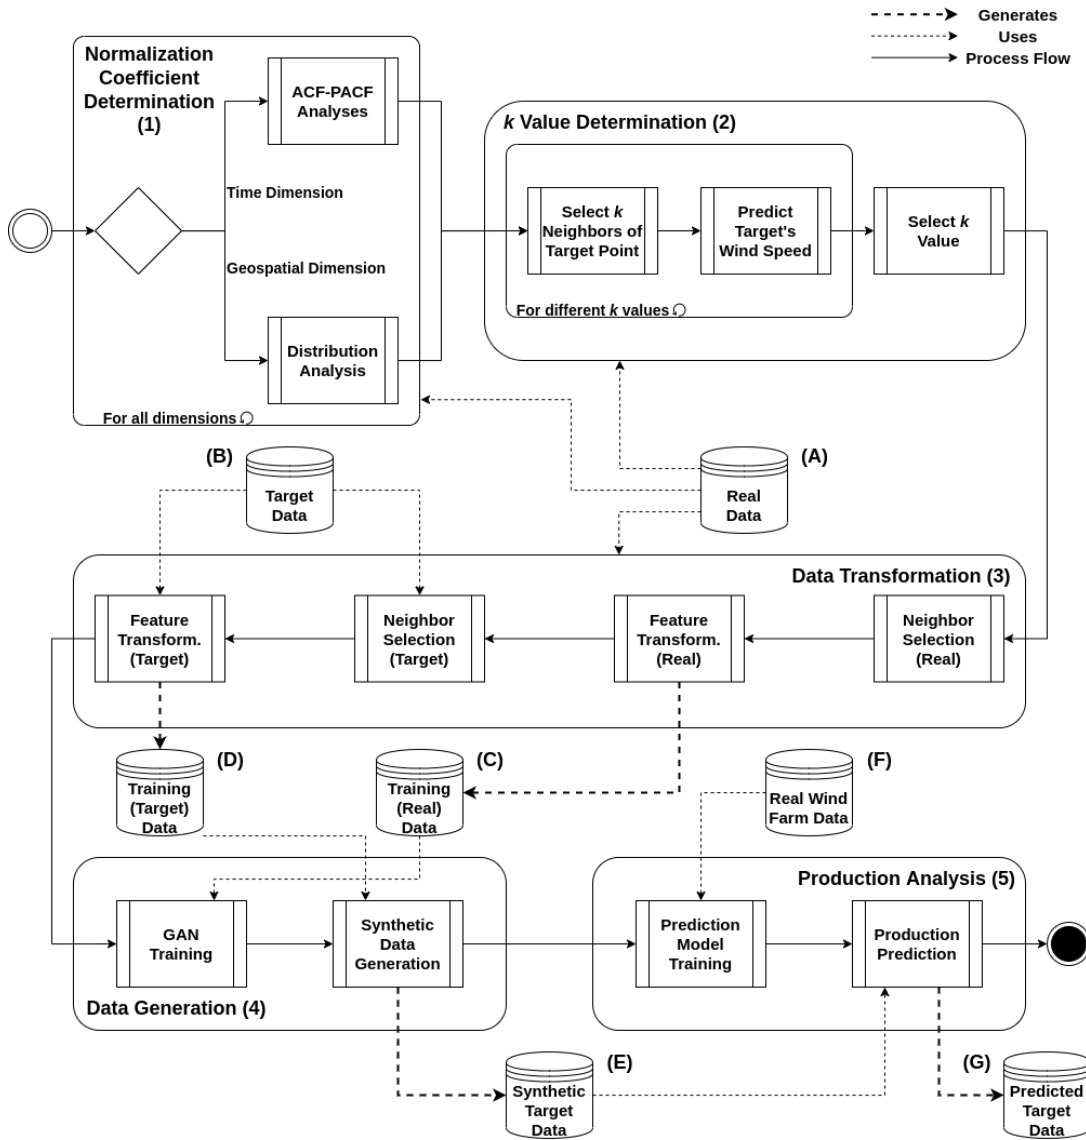 Generates
Uses
Process Flow
Normalization
Coefficient
Determination
(1)
ACF-PACF
Analyses
Time Dimension
Geospatial Dimension
Distribution
Analysis
For all dimensions
k Value Determination (2)
Select k
Neighbors of
Target Point
Predict
Target's
Wind Speed
Select k
Value
For different k values
(B)
Target
Data
(A)
Real
Data
Data Transformation (3)
Feature
Transform.
(Target)
Neighbor
Selection
(Target)
Feature
Transform.
(Real)
Neighbor
Selection
(Real)
(D)
Training
(Target)
Data
(C)
Training
(Real)
Data
(F)
Real Wind
Farm Data
GAN
Training
Synthetic
Data
Generation
Data Generation (4)
Production Analysis (5)
Prediction
Model
Training
Production
Prediction
(E)
Synthetic
Target
Data
(G)
Predicted
Target
Data